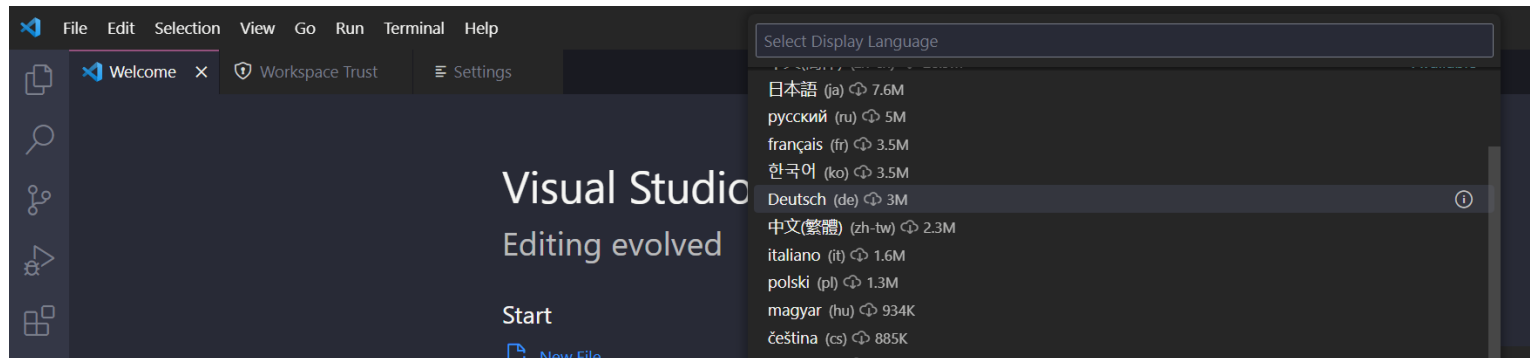 File Edit Selection View Go Run Terminal Help
Select Display Language
Welcome
Workspace Trust
Settings
日本語 (ja) 7.6M
русский (ru) 5M
français (fr) 3.5M
한국어 (ko) 3.5M
Deutsch (de) 3M
中文(繁體) (zh-tw) 2.3M
italiano (it) 1.6M
polski (pl) 1.3M
magyar (hu) 934K
čeština (cs) 885K
Visual Studio
Editing evolved
Start
New File